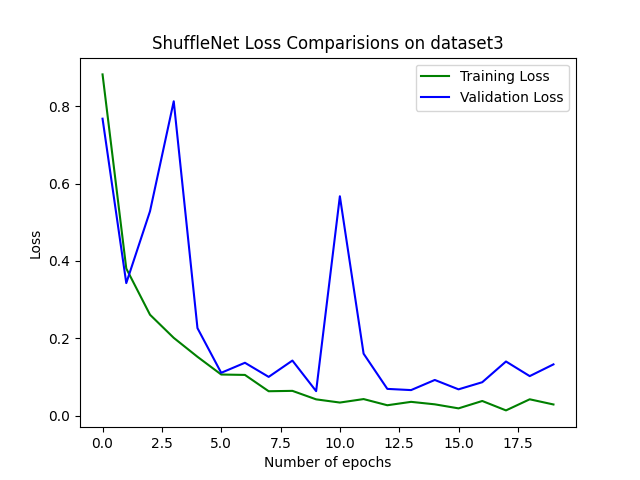 ShuffleNet Loss Comparisions on dataset3
Training Loss
Validation Loss
Loss
0.8
0.6
0.4
0.2
0.0
0.0 2.5 5.0 7.5 10.0 12.5 15.0 17.5
Number of epochs